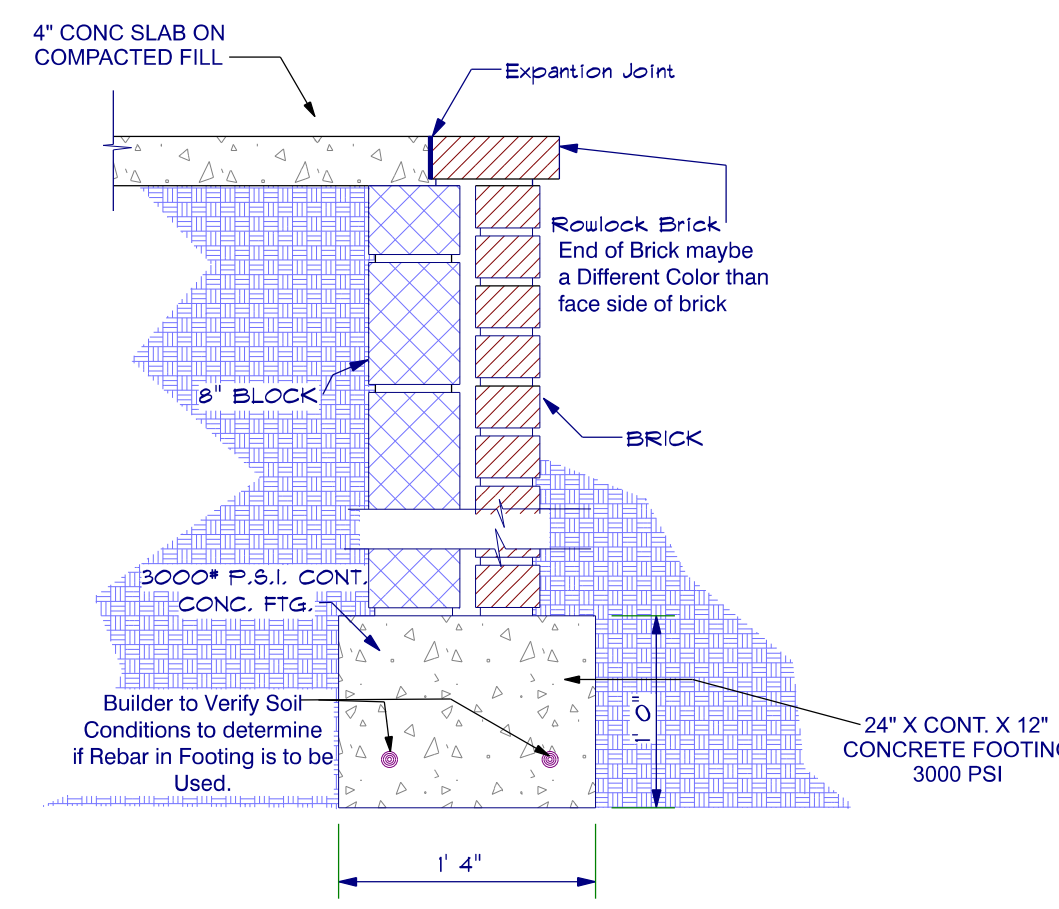 4" CONC SLAB ON
COMPACTED FILL
Expantion Joint
Rowlock Brick
End of Brick maybe
a Different Color than
face side of brick
8" BLOCK
BRICK
3000# P.S.I. CONT.
CONC. FTG.
Builder to Verify Soil
Conditions to determine
if Rebar in Footing is to be
Used.
1' 0"
24" X CONT. X 12"
CONCRETE FOOTING
3000 PSI
1' 4"